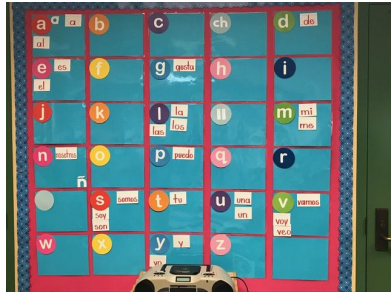 a a a b c ch d de
al
e es f g gusta h i
el
j k l la ll m mi
las los me
n nosotros o p puedo q r
ñ
s somos t tu u una v vamos
soy un voy
son veo
w x y y z
yo